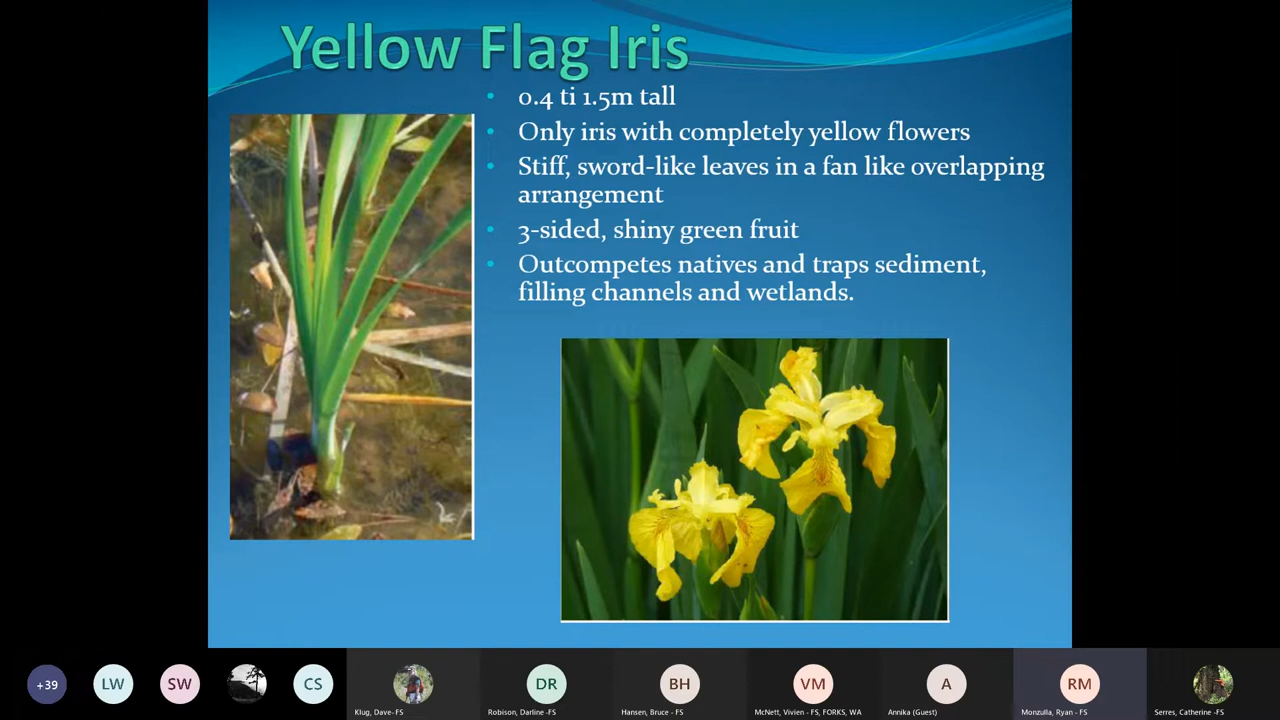 Yellow Flag Iris
0.4 ti 1.5m tall
Only iris with completely yellow flowers
Stiff, sword-like leaves in a fan like overlapping
arrangement
3-sided, shiny green fruit
Outcompetes natives and traps sediment,
filling channels and wetlands.
+39
LW
SW
CS
DR
BH
VM
A
RM
Klug, Dave- FS
Robison, Darline -FS
Hansen, Bruce - FS
McNett, Vivien - FS, FORKS, WA
Annika (Guest)
Monzulla, Ryan - FS
Serres, Catherine -FS